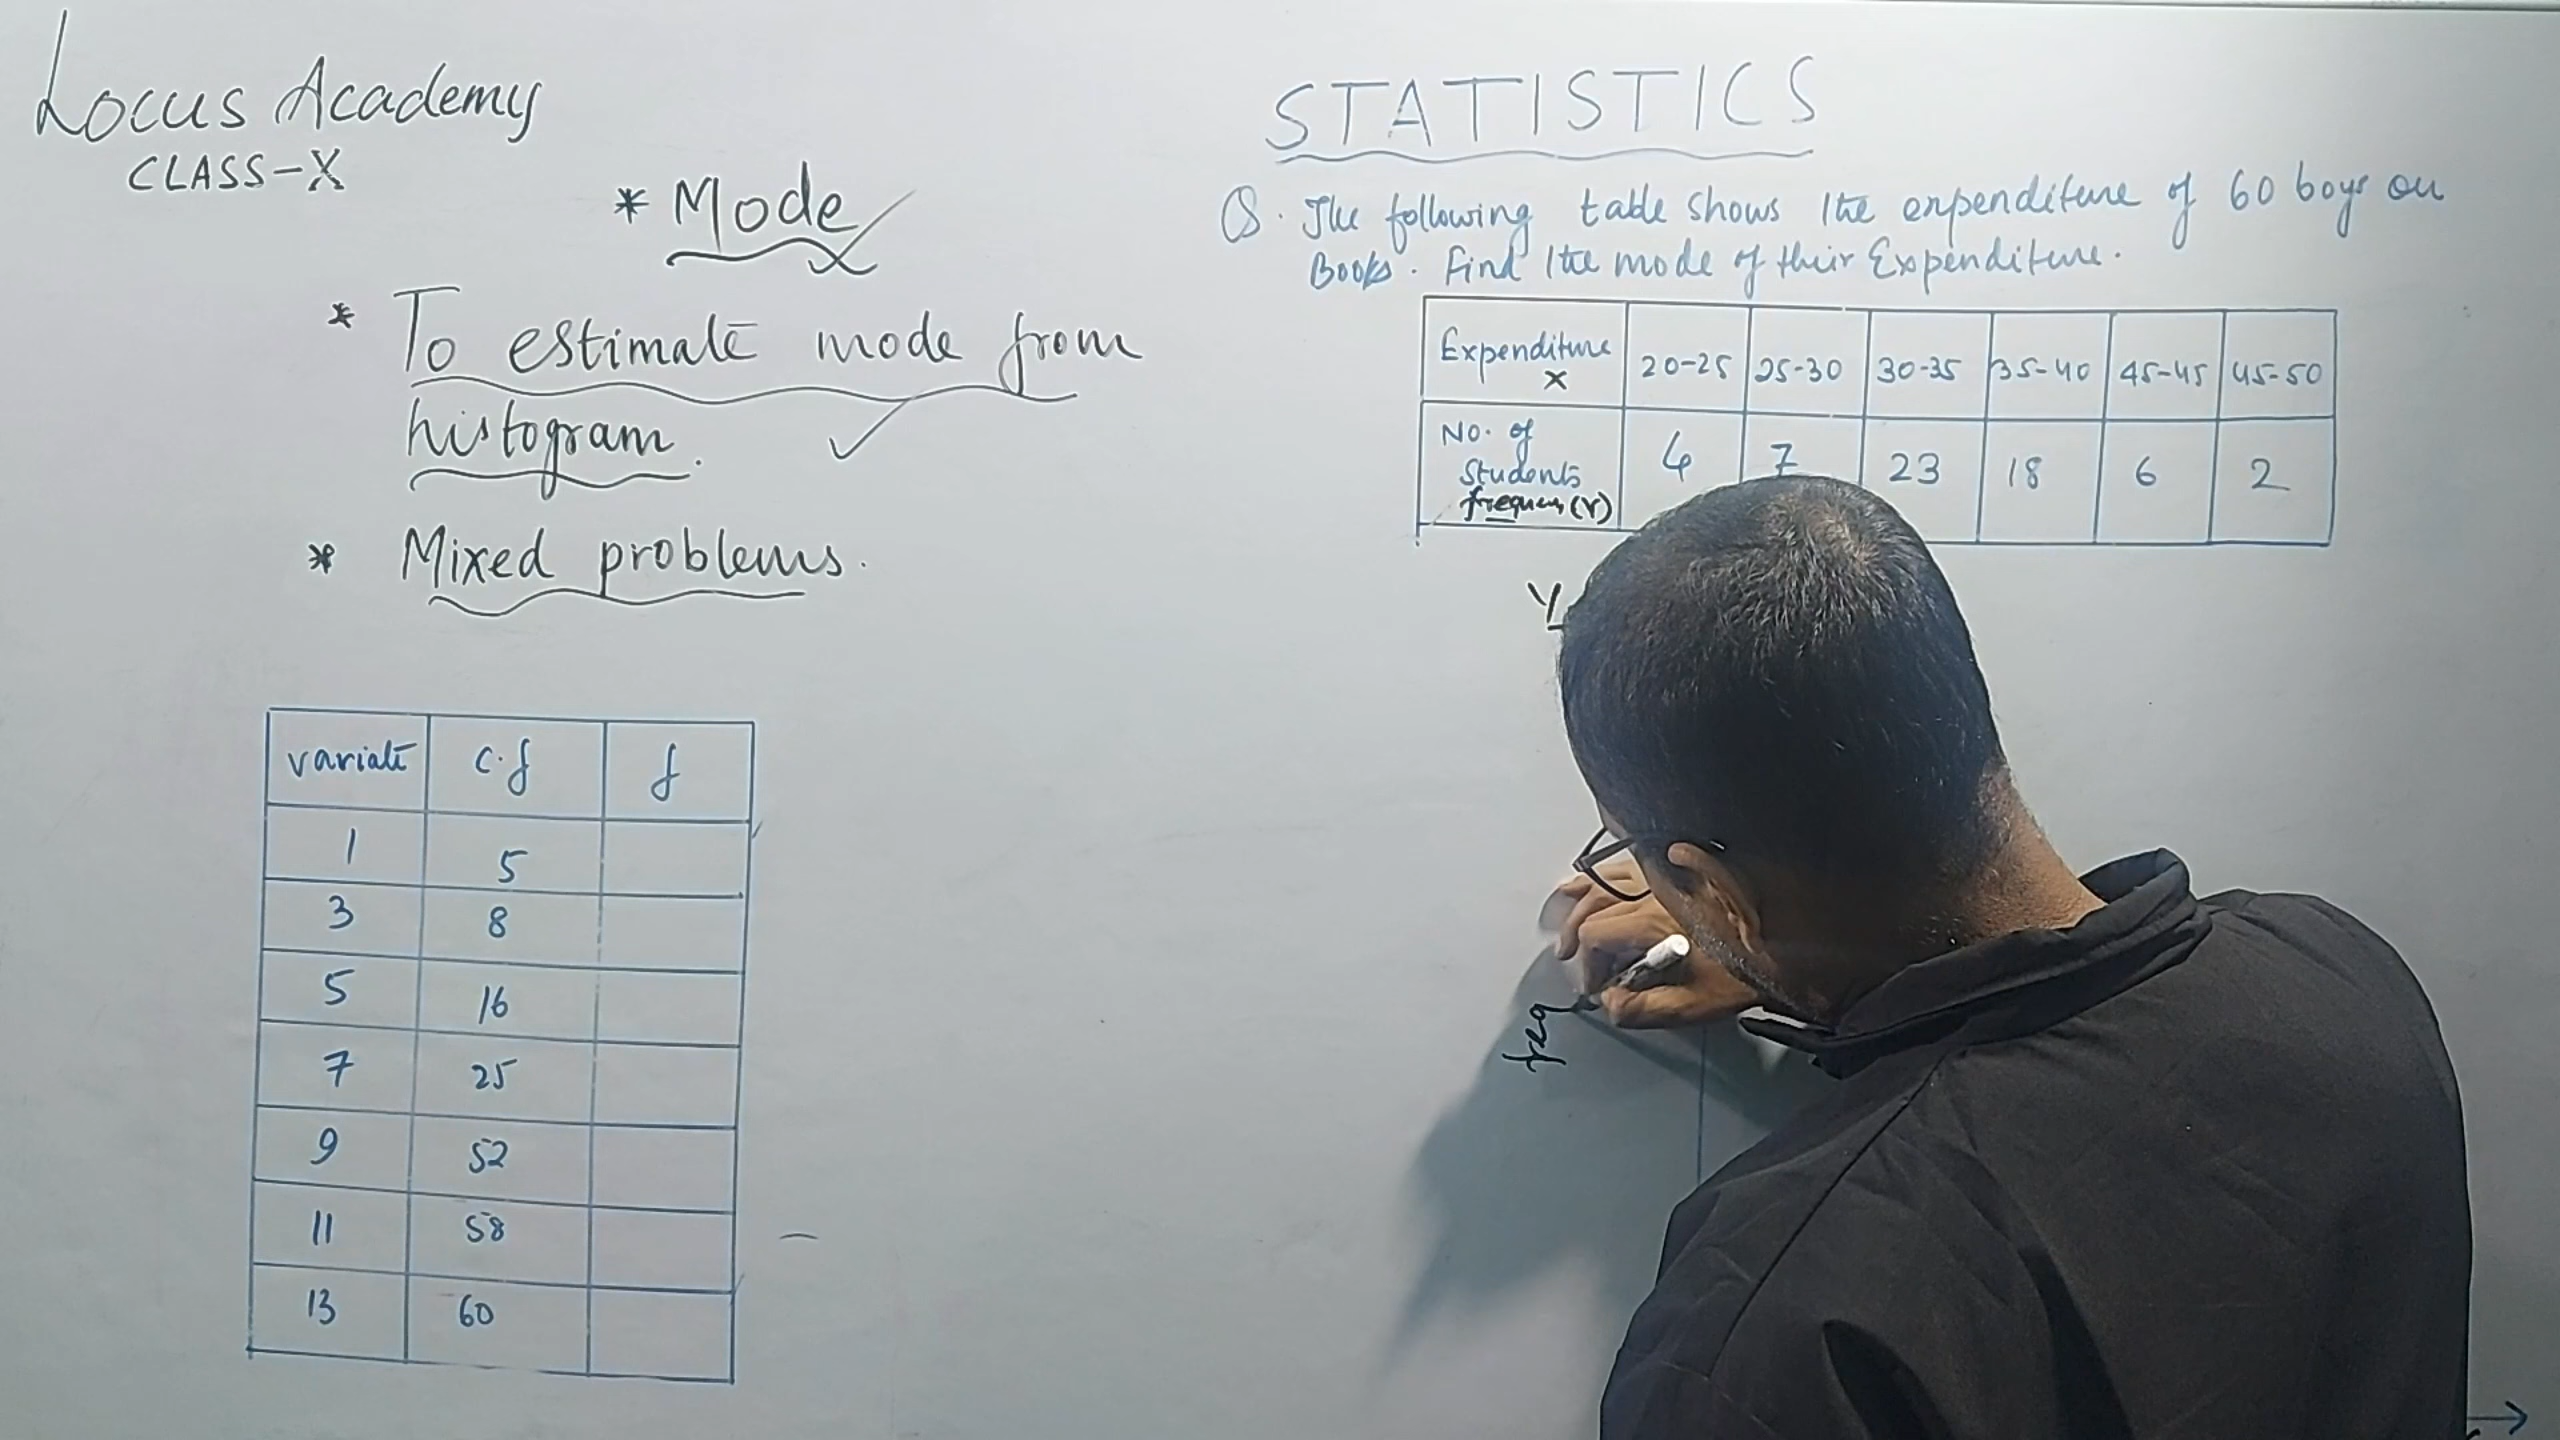 Locus Academy
CLASS-X
* Mode
* To estimate mode from
histogram.
* Mixed problems.
variate c.f f
1 5
3 8
5 16
7 25
9 52
11 58
13 60
STATISTICS
Q. The following table shows the expenditure of 60 boys on
Books. Find the mode of their Expenditure.
Expenditure x 20-25 25-30 30-35 35-40 45-45 45-50
No. of Students frequency (Y) 4 7 23 18 6 2
Y
freq